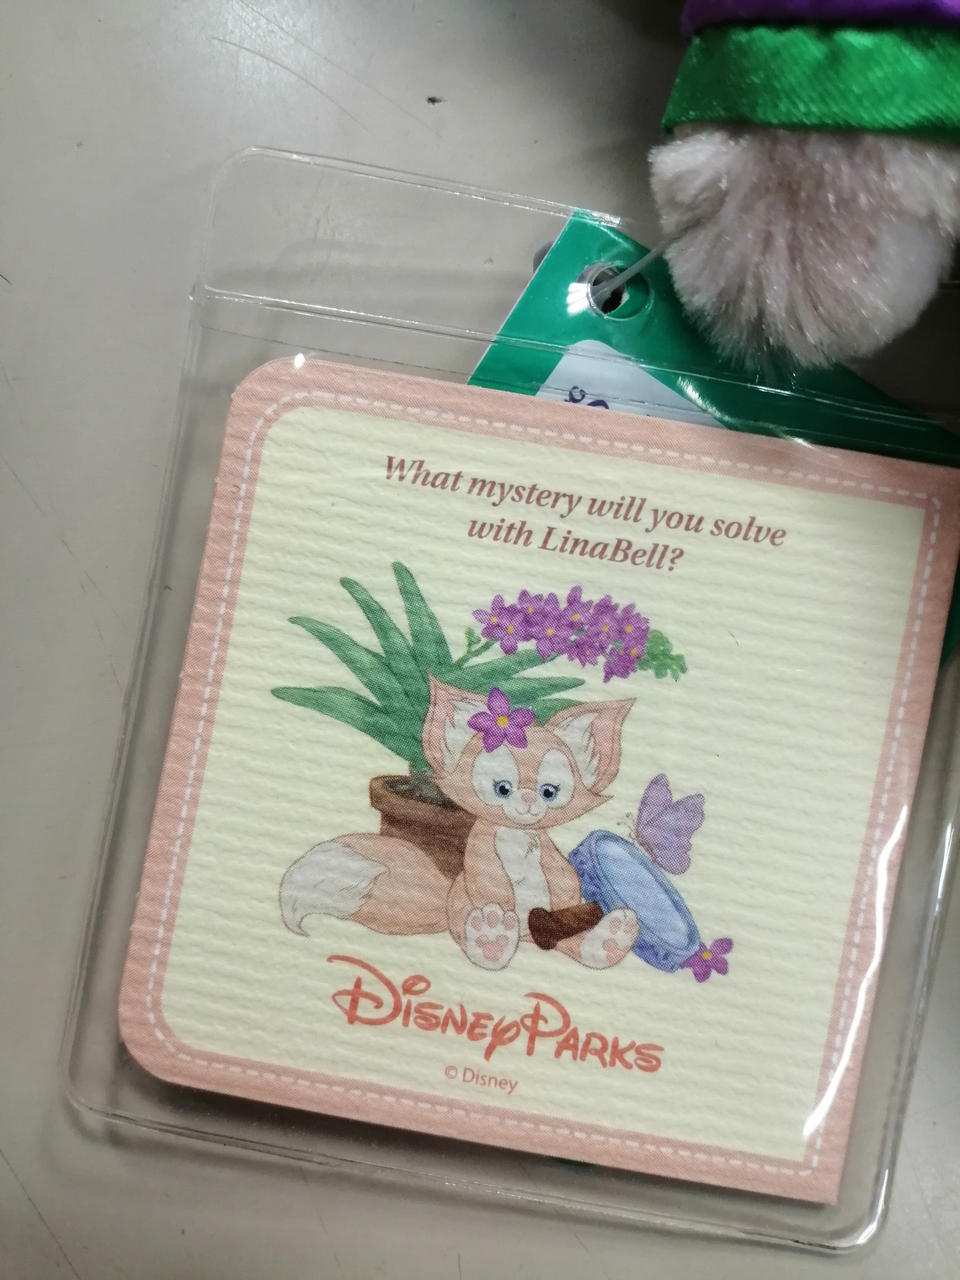 What mystery will you solve
with LinaBell?
DisneyParks
© Disney